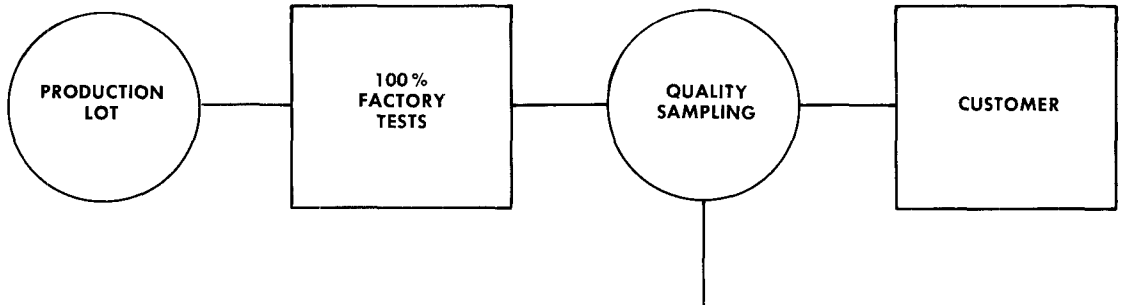 PRODUCTION
LOT
100%
FACTORY
TESTS
QUALITY
SAMPLING
CUSTOMER